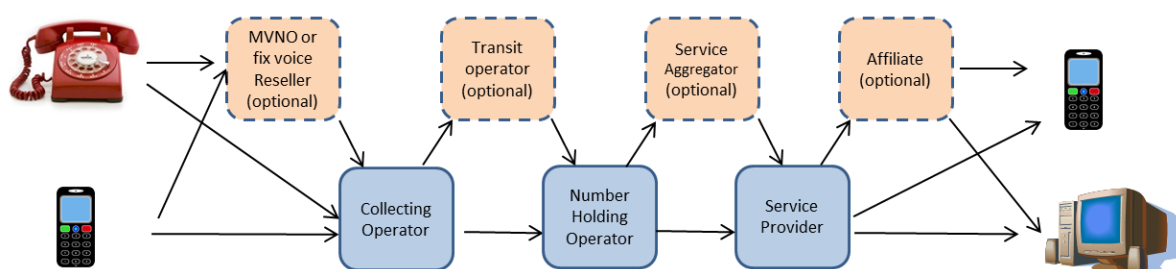 MVNO or
fix voice
Reseller
(optional)
Transit
operator
(optional)
Service
Aggregator
(optional)
Affiliate
(optional)
Collecting
Operator
Number
Holding
Operator
Service
Provider